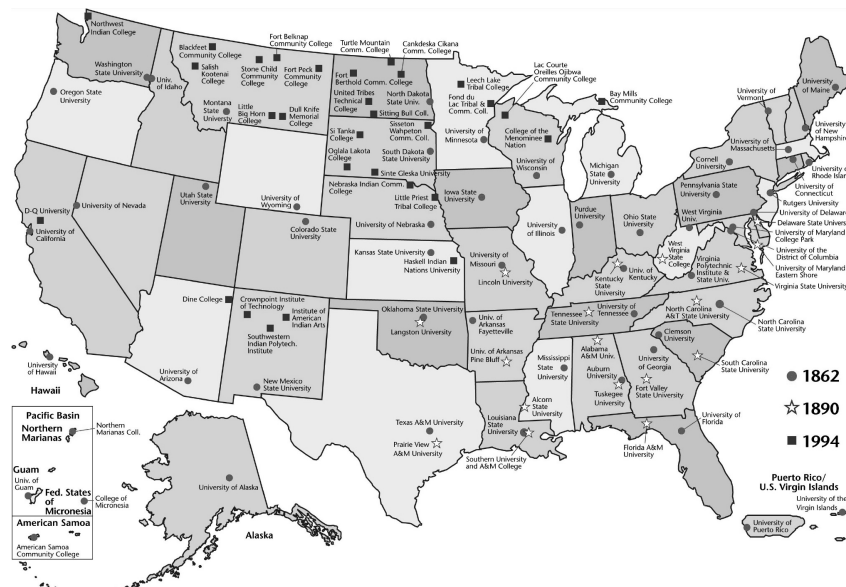 Northwest
Indian College
Washington
State University
Univ.
of Idaho
Oregon State
University
Blackfeet
Community College
Salish
Kootenai
College
Fort Belknap
Community College
Stone Child
Community
College
Fort Peck
Community
College
Montana
State
University
Little
Big Horn
College
Dull Knife
Memorial
College
Turtle Mountain
Comm. College
Cankdeska Cikana
Comm. College
Fort
Berthold Comm. College
United Tribes
Technical
College
North Dakota
State Univ.
Sitting Bull Coll.
Si Tanka
College
Sisseton
Wahpeton
Comm. Coll.
Oglala Lakota
College
South Dakota
State University
Sinte Gleska University
Nebraska Indian Comm.
College
Little Priest
Tribal College
University of Nebraska
Leech Lake
Tribal College
Fond du
Lac Tribal &
Comm. Coll.
University of
Minnesota
Lac Courte
Oreilles Ojibwa
Community College
College of the
Menominee
Nation
University of
Wisconsin
Bay Mills
Community College
Michigan
State
University
University of
Vermont
University
of Maine
University
of New
Hampshire
University of
Massachusetts
Cornell
University
University of
Rhode Island
University of
Connecticut
Rutgers University
University of Delaware
Delaware State University
University of Maryland
College Park
University of the
District of Columbia
University of Maryland
Eastern Shore
Virginia State University
Pennsylvania State
University
West Virginia
Univ.
West
Virginia
State
College
Virginia
Polytechnic
Institute &
State Univ.
Iowa State
University
University
of Illinois
Purdue
University
Ohio State
University
Kentucky
State
University
Univ. of
Kentucky
Utah State
University
University of Nevada
D-Q University
University of
California
University of
Wyoming
Colorado State
University
Kansas State University
Haskell Indian
Nations University
University of
Missouri
Lincoln University
Dine College
Crownpoint Institute
of Technology
Institute of
American
Indian Arts
Southwestern
Indian Polytech.
Institute
University of
Arizona
New Mexico
State University
Oklahoma State
University
Langston University
Univ. of
Arkansas
Fayetteville
Univ. of Arkansas
Pine Bluff
Tennessee
State University
University of
Tennessee
North Carolina
A&T State University
North Carolina
State University
Clemson
University
South Carolina
State University
Mississippi
State
University
Alabama
A&M Univ.
Auburn
University
Tuskegee
University
University
of Georgia
Fort Valley
State University
Alcorn
State
University
Louisiana
State
University
Southern University
and A&M College
Texas A&M University
Prairie View
A&M University
Florida A&M
University
University of
Florida
University
of Hawaii
Hawaii
Pacific Basin
Northern
Marianas
Northern
Marianas Coll.
Guam
Univ. of
Guam
Fed. States
of
Micronesia
College of
Micronesia
American Samoa
American Samoa
Community College
University of Alaska
Alaska
1862
1890
1994
Puerto Rico/
U.S. Virgin Islands
University of the
Virgin Islands
University of
Puerto Rico